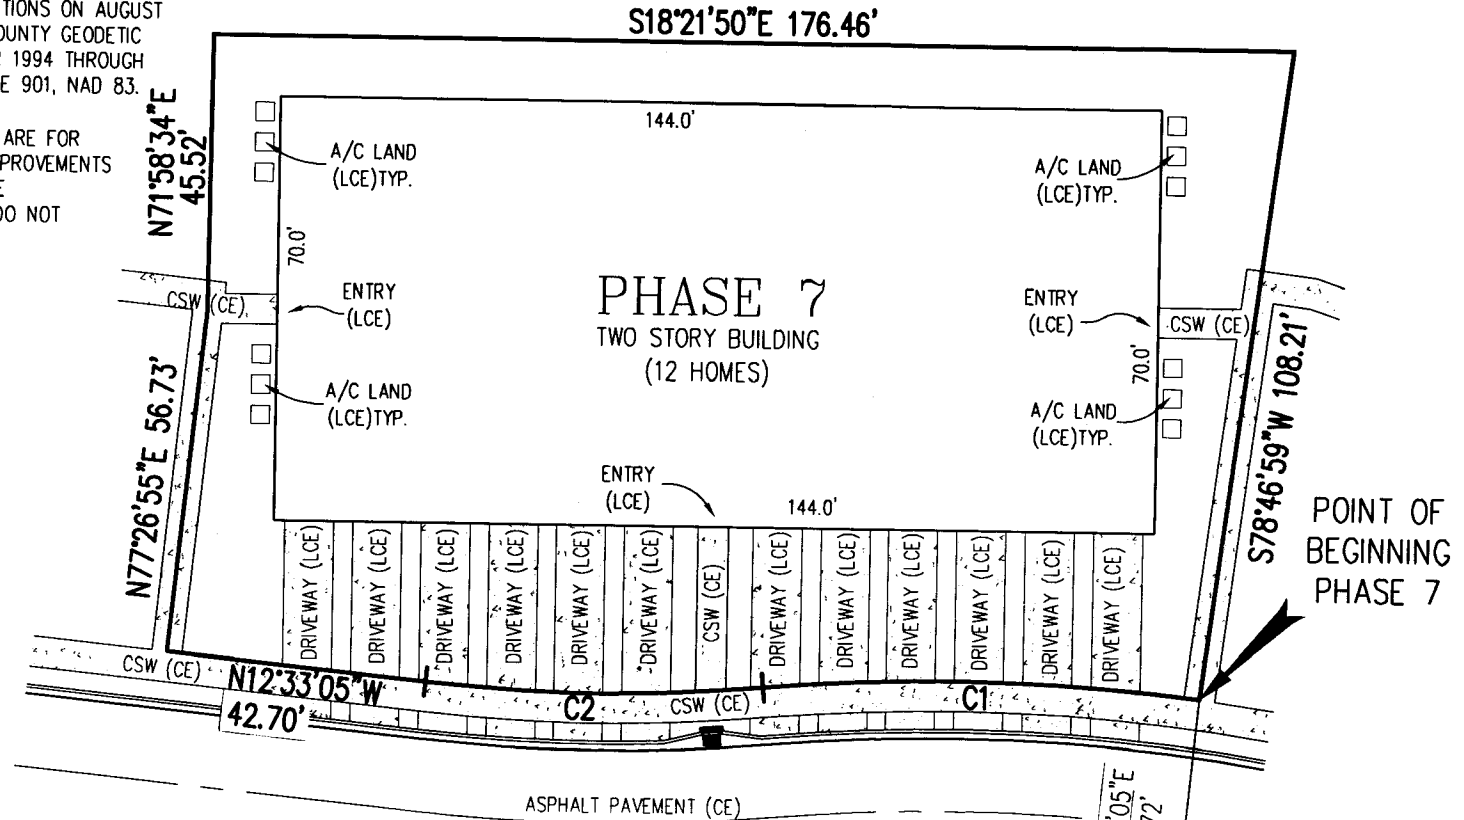 TIONS ON AUGUST
OUNTY GEODETIC
1994 THROUGH
E 901, NAD 83.
ARE FOR
PROVEMENTS
E
DO NOT
S18°21'50"E 176.46'
N71°58'34"E
45.52'
144.0'
A/C LAND
(LCE)TYP.
A/C LAND
(LCE)TYP.
70.0'
CSW (CE)
ENTRY
(LCE)
PHASE 7
TWO STORY BUILDING
(12 HOMES)
ENTRY
(LCE)
CSW (CE)
70.0'
A/C LAND
(LCE)TYP.
A/C LAND
(LCE)TYP.
N77°26'55"E 56.73'
S78°46'59"W 108.21'
ENTRY
(LCE)
144.0'
POINT OF
BEGINNING
PHASE 7
DRIVEWAY (LCE)
DRIVEWAY (LCE)
DRIVEWAY (LCE)
DRIVEWAY (LCE)
DRIVEWAY (LCE)
DRIVEWAY (LCE)
CSW (CE)
DRIVEWAY (LCE)
DRIVEWAY (LCE)
DRIVEWAY (LCE)
DRIVEWAY (LCE)
DRIVEWAY (LCE)
DRIVEWAY (LCE)
CSW (CE)
N12°33'05"W
42.70'
C2
CSW (CE)
C1
ASPHALT PAVEMENT (CE)
'05"E
72'